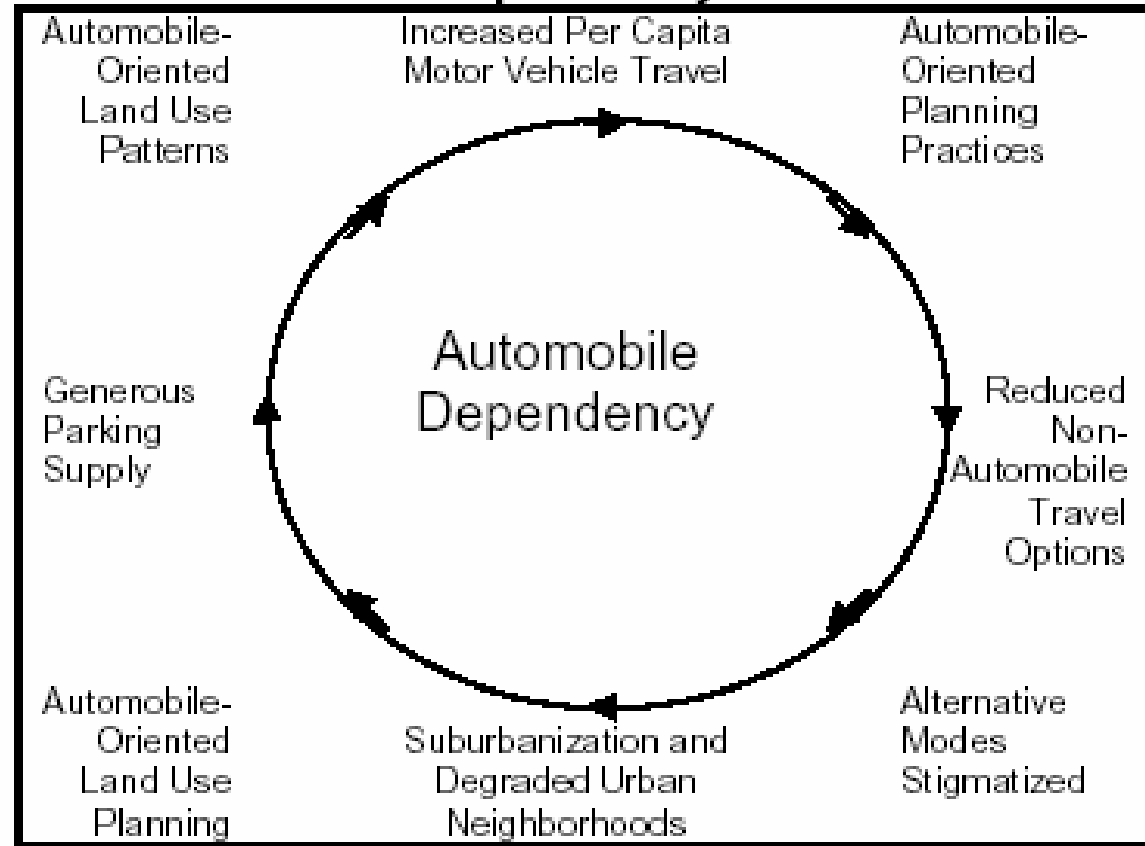 Automobile-
Oriented
Land Use
Patterns
Increased Per Capita
Motor Vehicle Travel
Automobile-
Oriented
Planning
Practices
Generous
Parking
Supply
Automobile
Dependency
Reduced
Non-
Automobile
Travel
Options
Automobile-
Oriented
Land Use
Planning
Suburbanization and
Degraded Urban
Neighborhoods
Alternative
Modes
Stigmatized